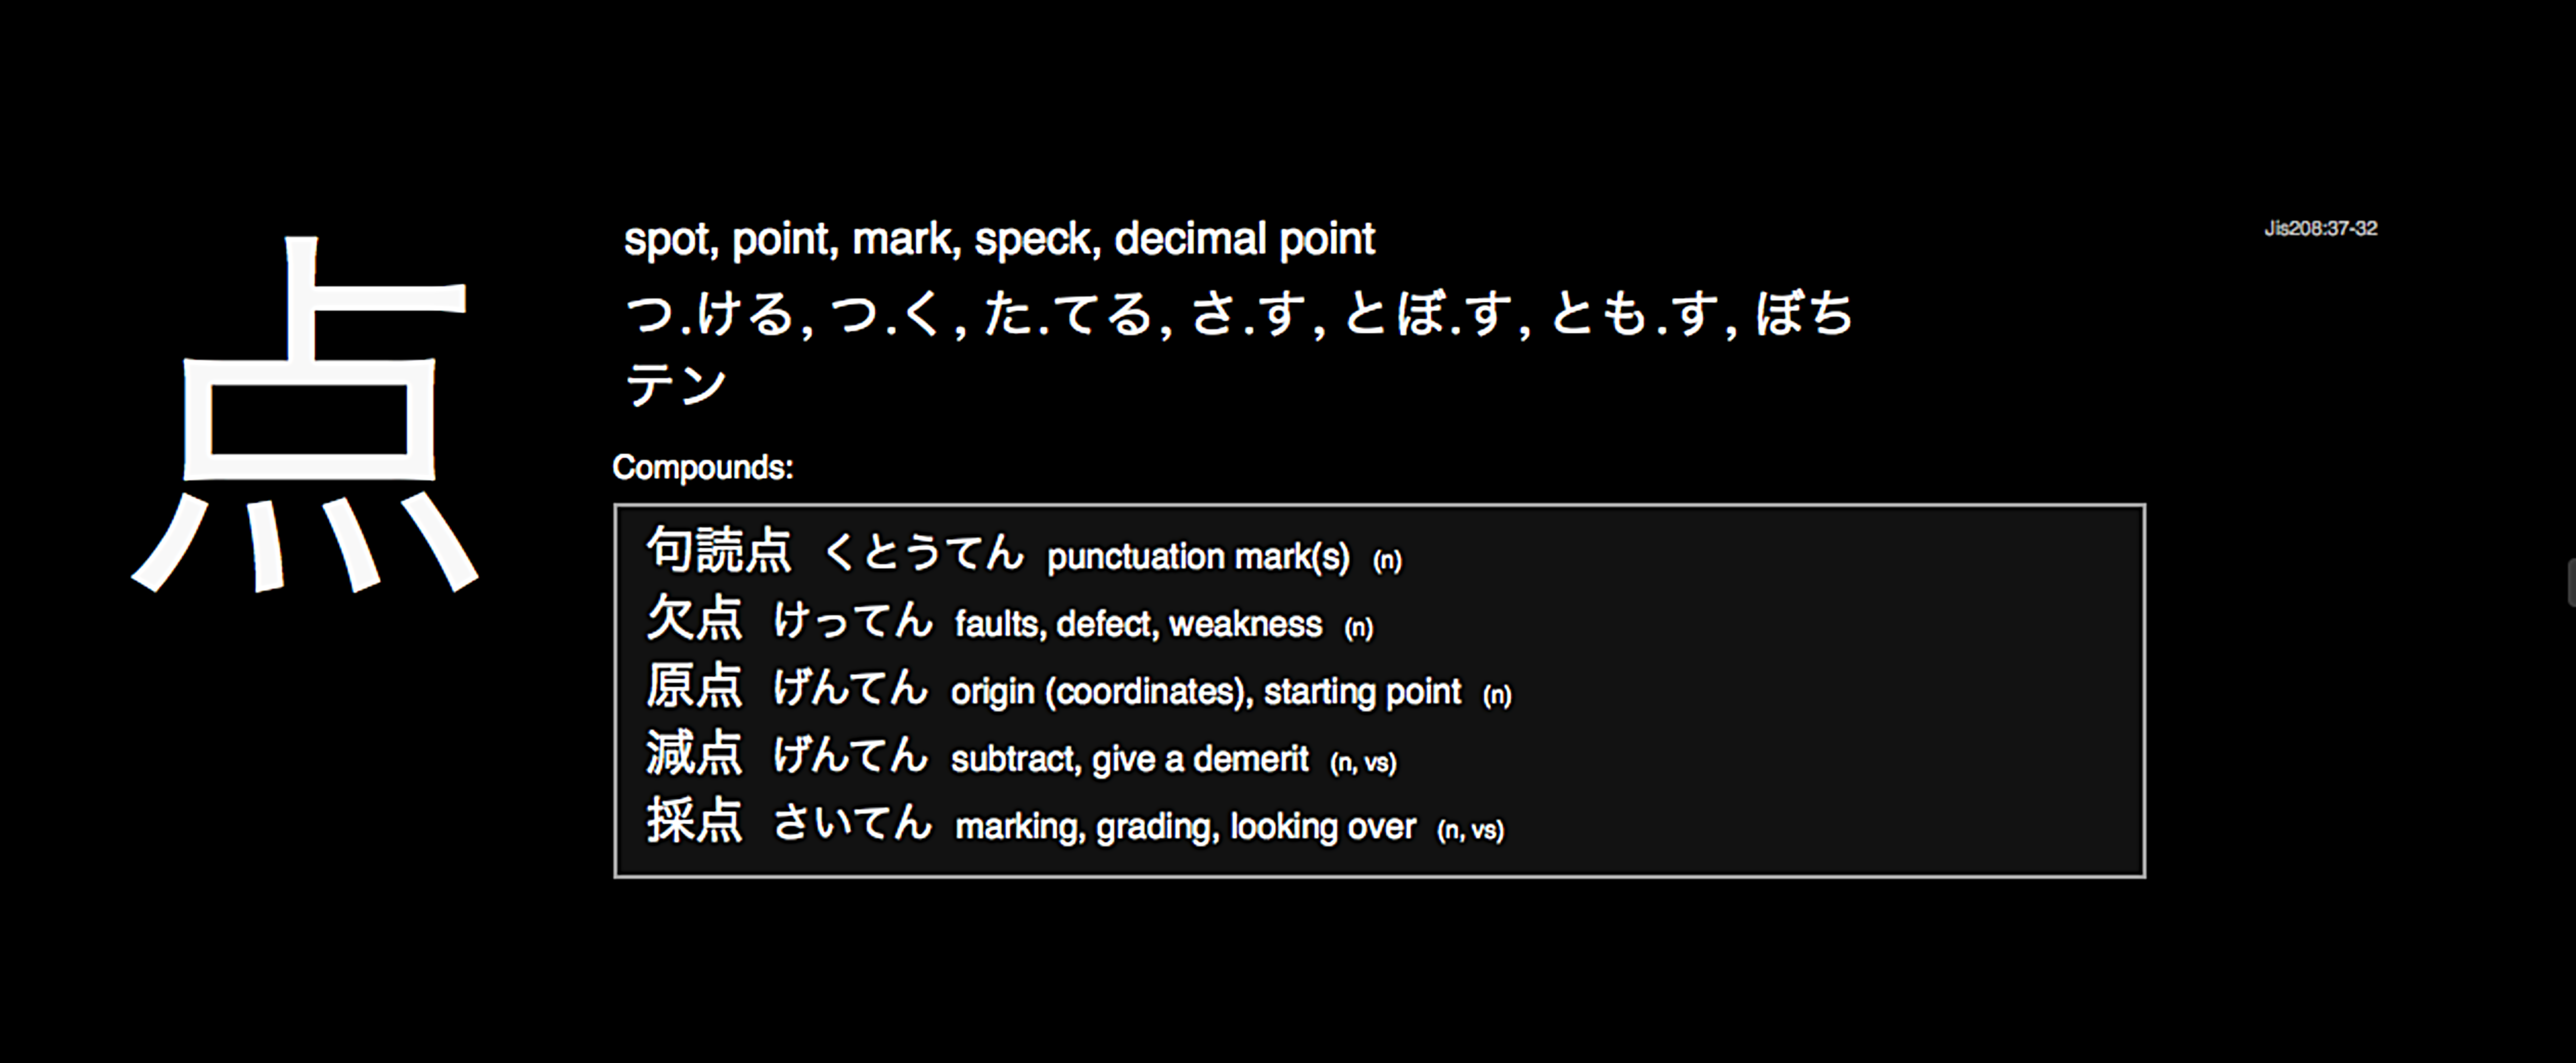 点
spot, point, mark, speck, decimal point
Jis208:37-32
つ.ける, つ.く, た.てる, さ.す, とぼ.す, とも.す, ぼち
テン
Compounds:
句読点 くとうてん punctuation mark(s) (n)
欠点 けってん faults, defect, weakness (n)
原点 げんてん origin (coordinates), starting point (n)
減点 げんてん subtract, give a demerit (n, vs)
採点 さいてん marking, grading, looking over (n, vs)